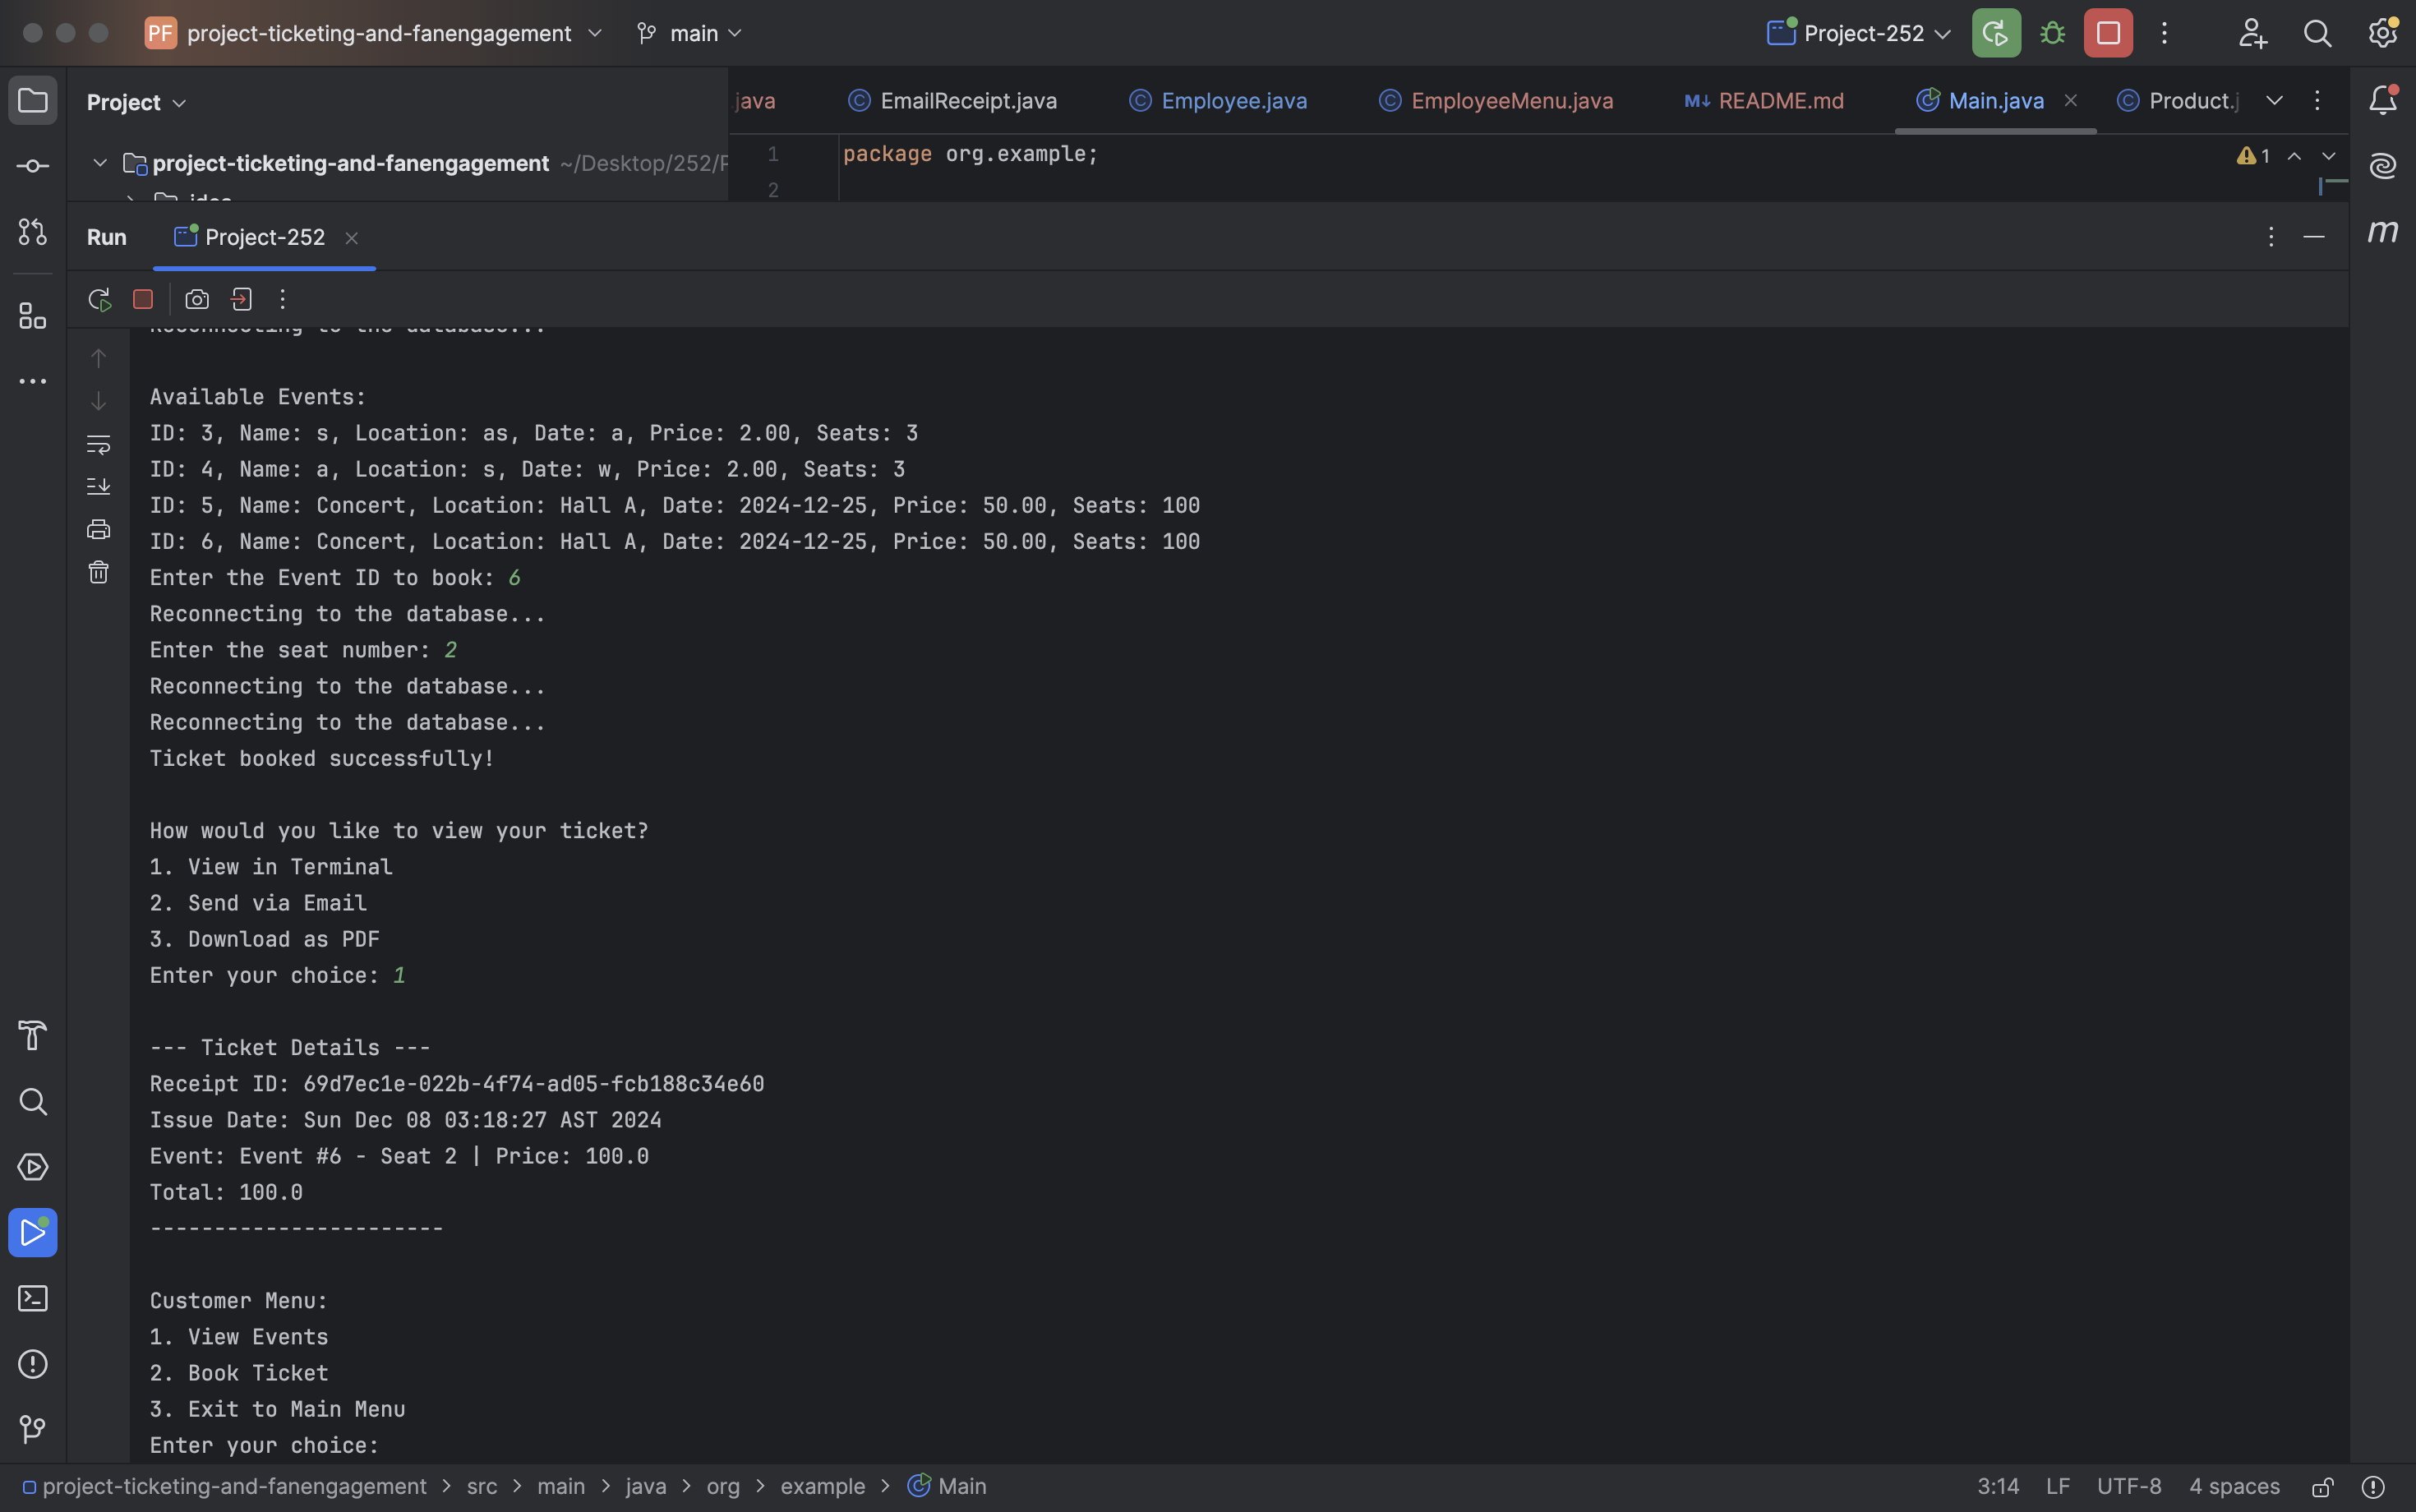 PF project-ticketing-and-fanengagement main Project-252
Project
.java EmailReceipt.java Employee.java EmployeeMenu.java M↓ README.md Main.java Product.j
project-ticketing-and-fanengagement ~/Desktop/252/P
1 package org.example; 1
2
Run Project-252
Reconnecting to the database...
Available Events:
ID: 3, Name: s, Location: as, Date: a, Price: 2.00, Seats: 3
ID: 4, Name: a, Location: s, Date: w, Price: 2.00, Seats: 3
ID: 5, Name: Concert, Location: Hall A, Date: 2024-12-25, Price: 50.00, Seats: 100
ID: 6, Name: Concert, Location: Hall A, Date: 2024-12-25, Price: 50.00, Seats: 100
Enter the Event ID to book: 6
Reconnecting to the database...
Enter the seat number: 2
Reconnecting to the database...
Reconnecting to the database...
Ticket booked successfully!
How would you like to view your ticket?
1. View in Terminal
2. Send via Email
3. Download as PDF
Enter your choice: 1
--- Ticket Details ---
Receipt ID: 69d7ec1e-022b-4f74-ad05-fcb188c34e60
Issue Date: Sun Dec 08 03:18:27 AST 2024
Event: Event #6 - Seat 2 | Price: 100.0
Total: 100.0
-----------------------
Customer Menu:
1. View Events
2. Book Ticket
3. Exit to Main Menu
Enter your choice:
project-ticketing-and-fanengagement > src > main > java > org > example > Main 3:14 LF UTF-8 4 spaces